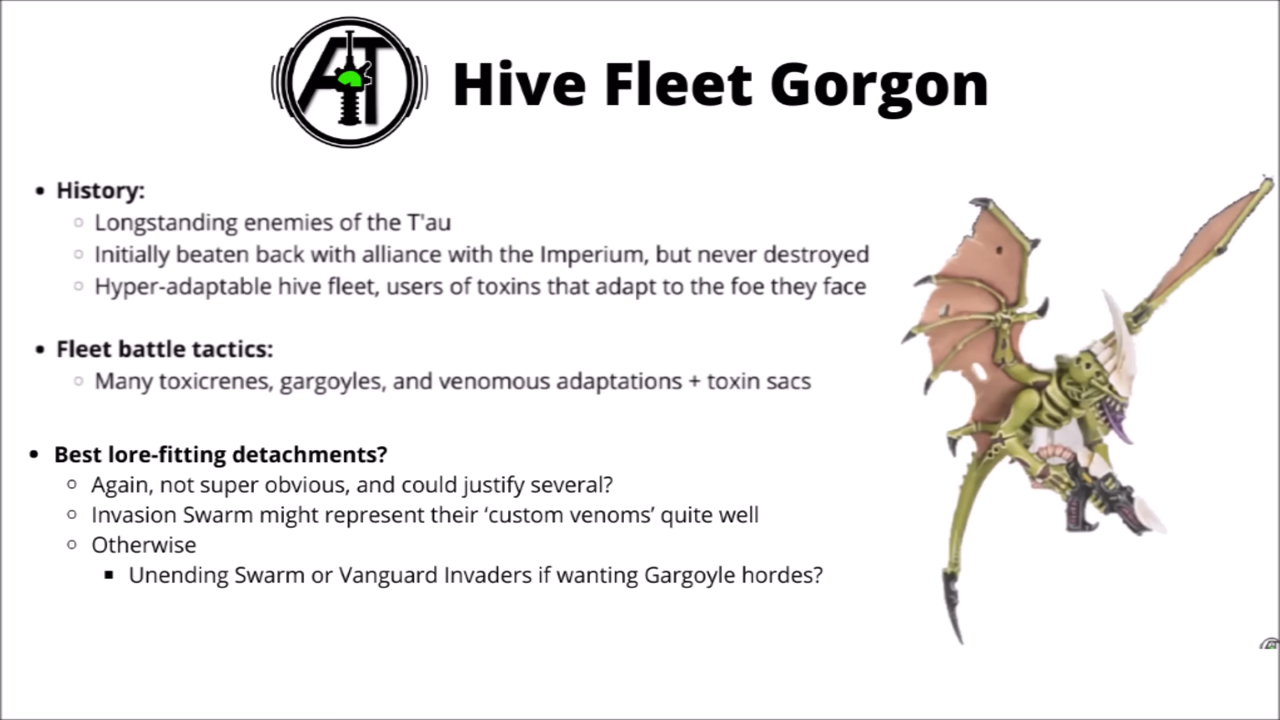 AT
Hive Fleet Gorgon
• History:
○ Longstanding enemies of the T'au
○ Initially beaten back with alliance with the Imperium, but never destroyed
○ Hyper-adaptable hive fleet, users of toxins that adapt to the foe they face
• Fleet battle tactics:
○ Many toxicrenes, gargoyles, and venomous adaptations + toxin sacs
• Best lore-fitting detachments?
○ Again, not super obvious, and could justify several?
○ Invasion Swarm might represent their ‘custom venoms’ quite well
○ Otherwise
▪ Unending Swarm or Vanguard Invaders if wanting Gargoyle hordes?